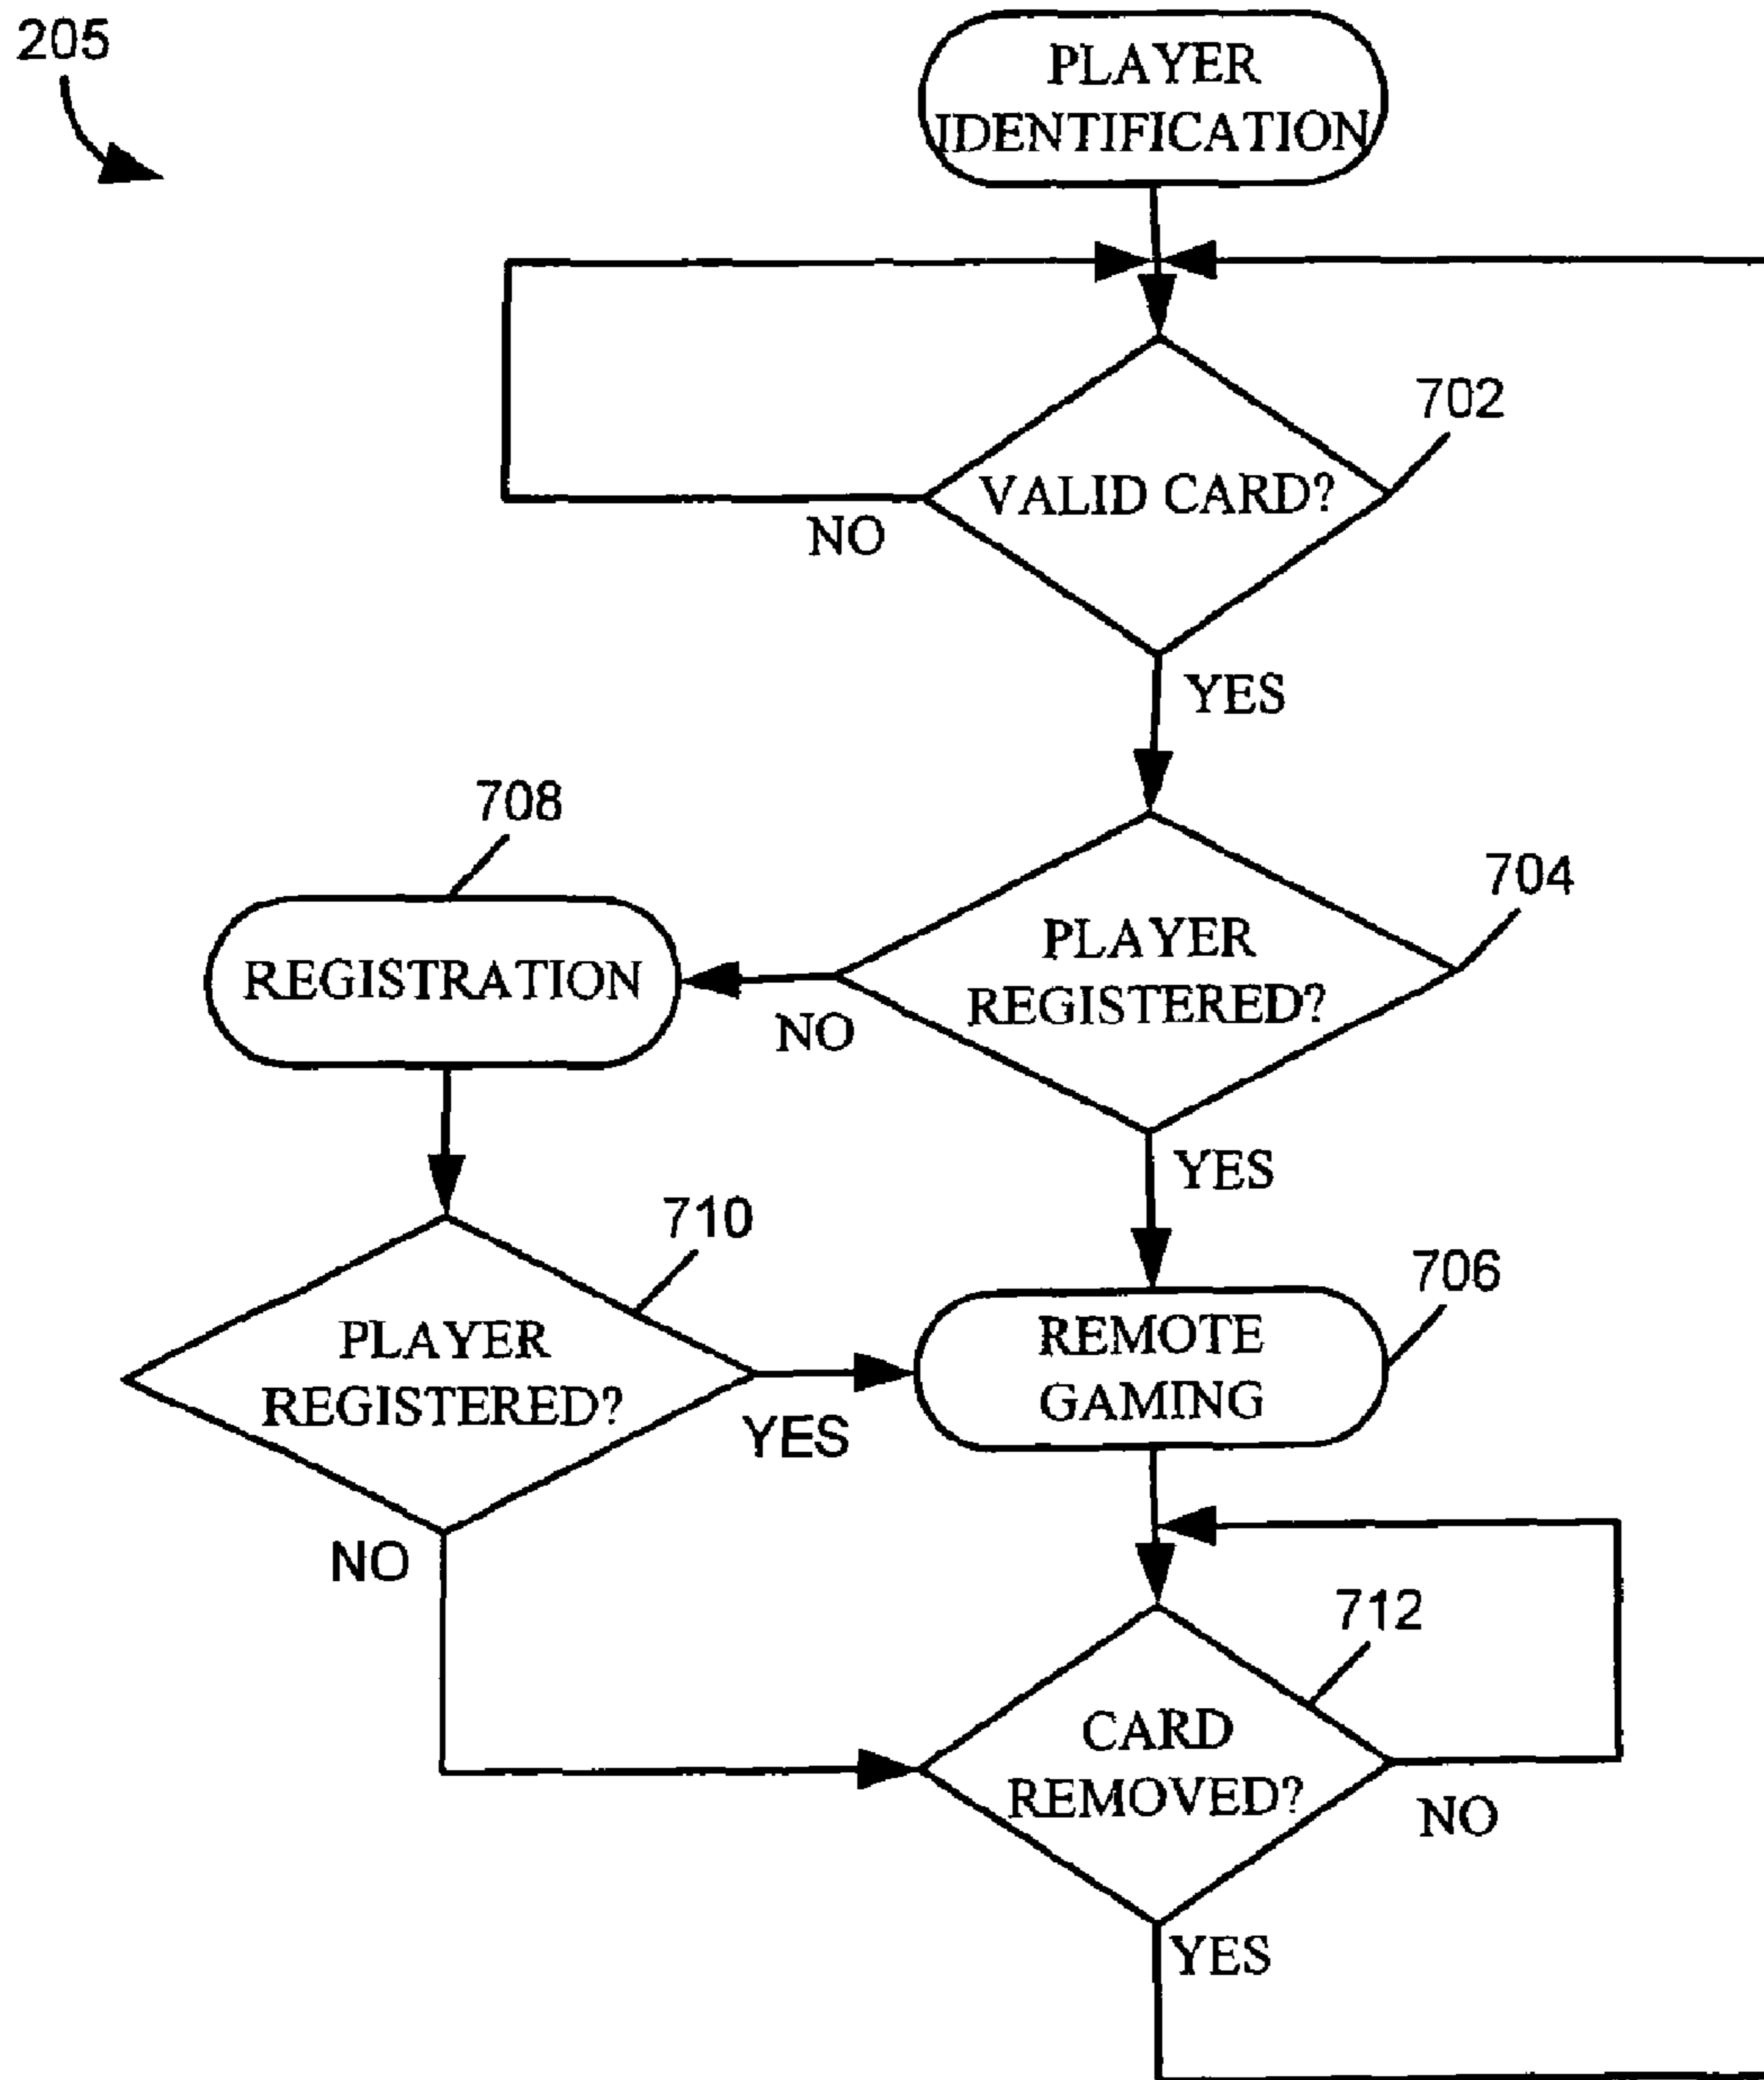 205
PLAYER
IDENTIFICATION
702
VALID CARD?
NO
YES
708
704
REGISTRATION
PLAYER
REGISTERED?
NO
YES
710
706
PLAYER
REGISTERED?
REMOTE
GAMING
YES
NO
712
CARD
REMOVED?
NO
YES